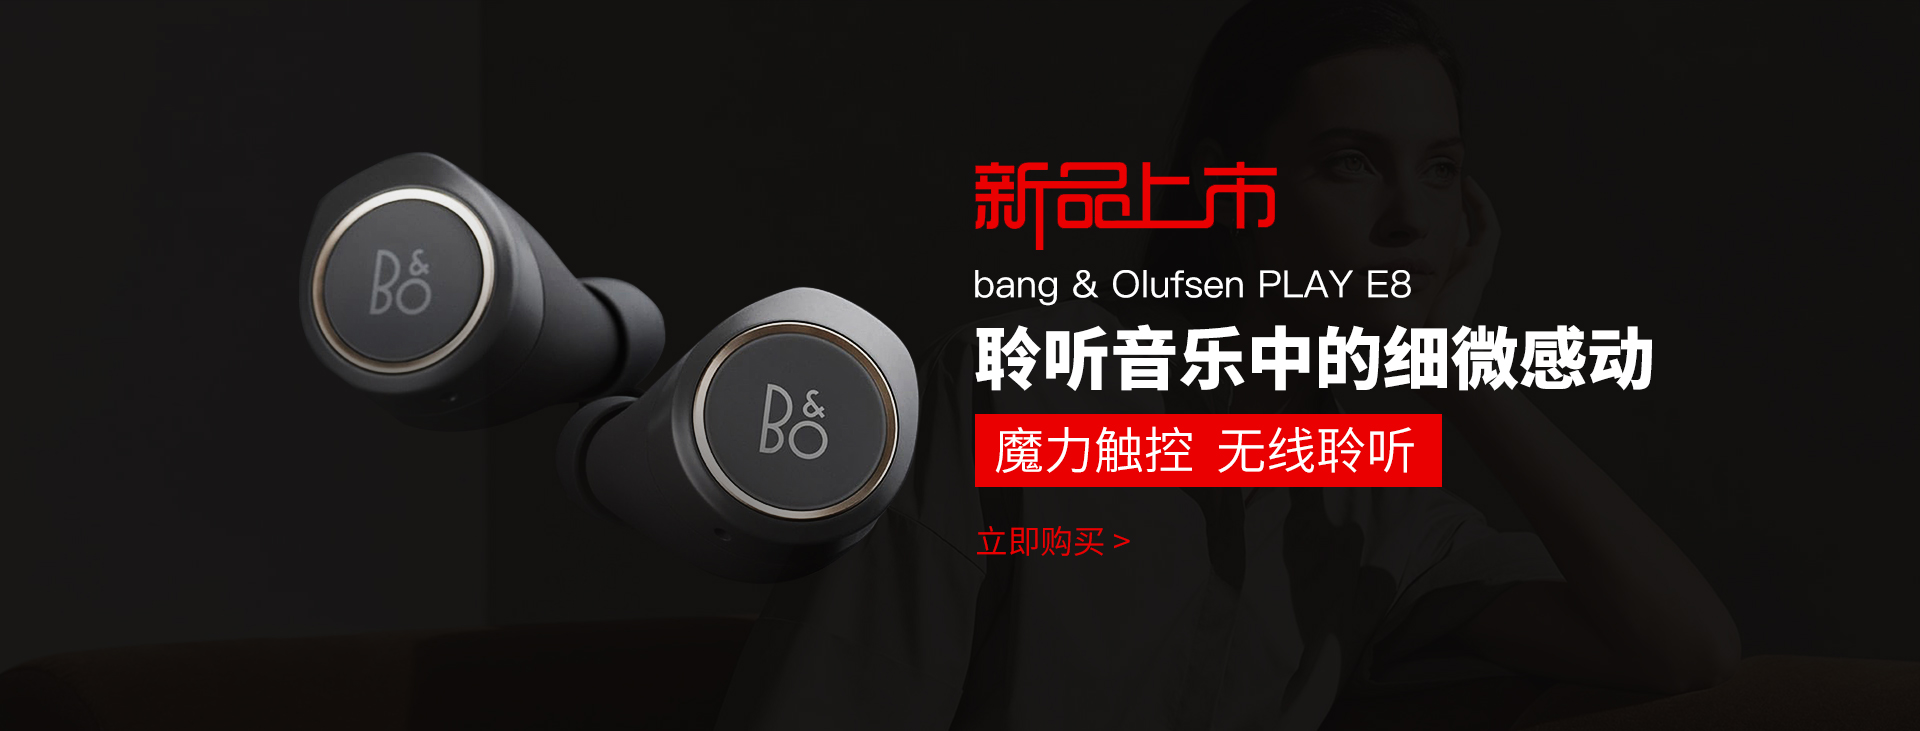 B&O
B&O
新品上市
bang & Olufsen PLAY E8
聆听音乐中的细微感动
魔力触控 无线聆听
立即购买 >